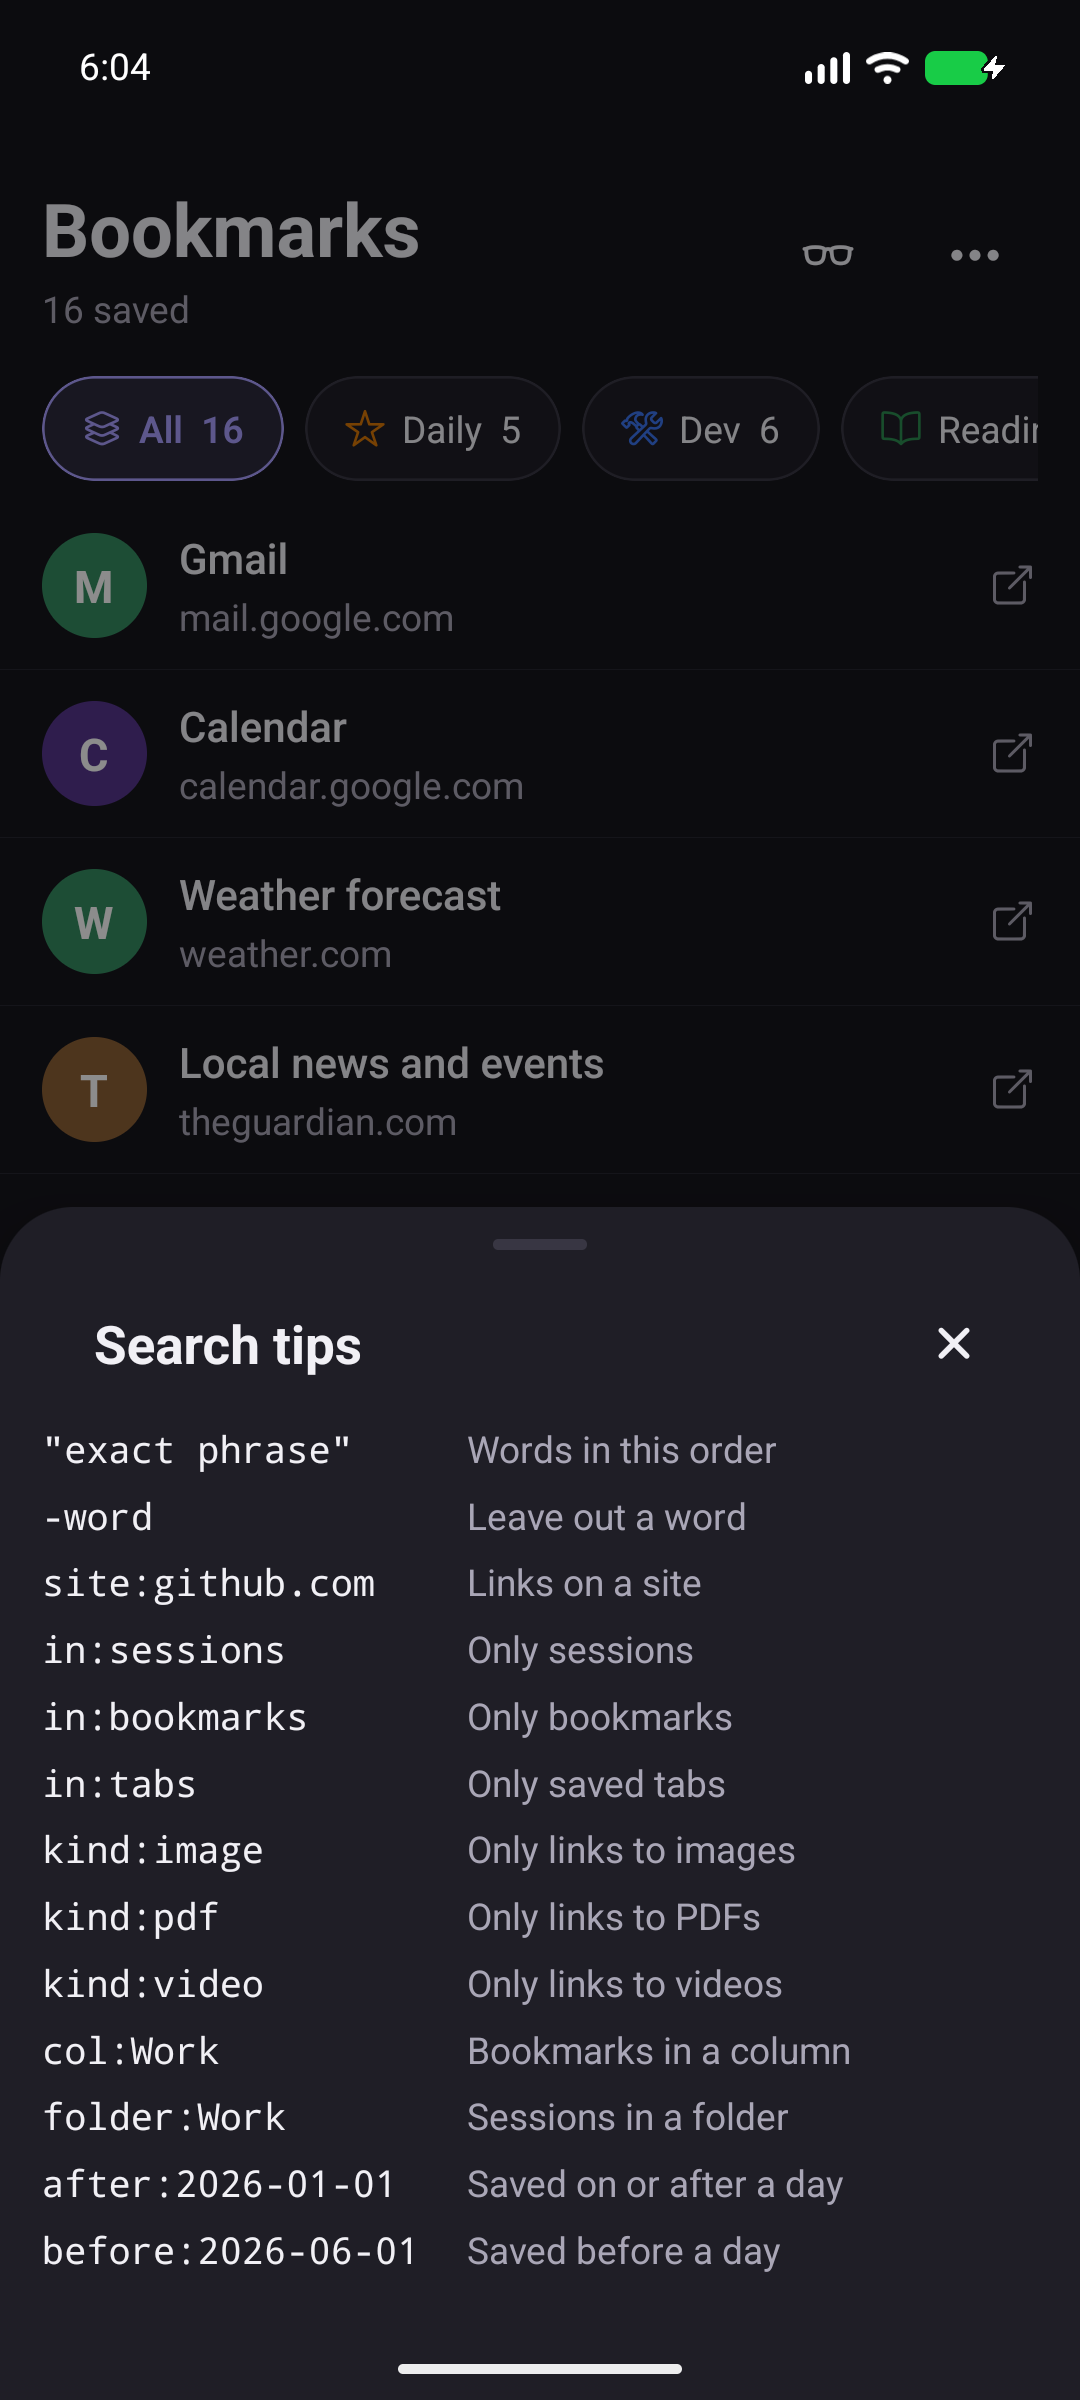 6:04
Bookmarks
16 saved
All 16
Daily 5
Dev 6
Readin
M
Gmail
mail.google.com
C
Calendar
calendar.google.com
W
Weather forecast
weather.com
T
Local news and events
theguardian.com
Search tips
"exact phrase" Words in this order
-word Leave out a word
site:github.com Links on a site
in:sessions Only sessions
in:bookmarks Only bookmarks
in:tabs Only saved tabs
kind:image Only links to images
kind:pdf Only links to PDFs
kind:video Only links to videos
col:Work Bookmarks in a column
folder:Work Sessions in a folder
after:2026-01-01 Saved on or after a day
before:2026-06-01 Saved before a day